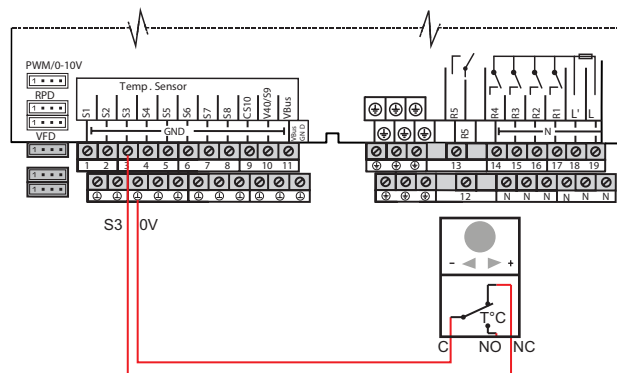 PWM/0-10V
RPD
VFD
Temp. Sensor
S1 S2 S3 S4 S5 S6 S7 S8 CS10 V40/S9 VBus
GND
VBus
GND
1 2 3 4 5 6 7 8 9 10 11
R5 R4 R3 R2 R1 L' L
R5 N
13 14 15 16 17 18 19
12 N N N N N N
S3 0V
- +
T°C
C NO NC